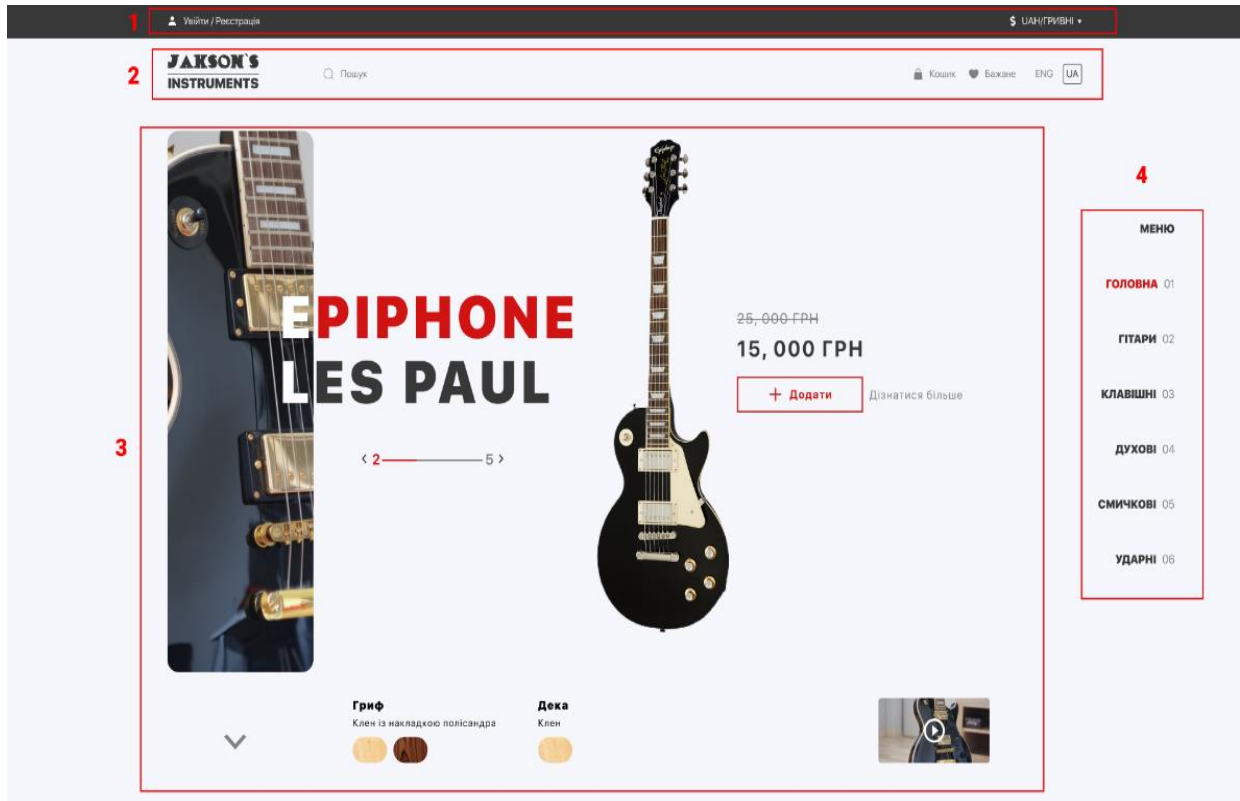 1
Увійти / Реєстрація
$ UAH/ГРИВНІ
2
JAKSON`S
INSTRUMENTS
Пошук
Кошик
Бажане
ENG
UA
3
EPIPHONE
LES PAUL
< 2 5 >
Epiphone
25, 000 ГРН
15, 000 ГРН
+ Додати
Дізнатися більше
Гриф
Клен із накладкою полісандра
Дека
Клен
4
МЕНЮ
ГОЛОВНА 01
ГІТАРИ 02
КЛАВІШНІ 03
ДУХОВІ 04
СМИЧКОВІ 05
УДАРНІ 06